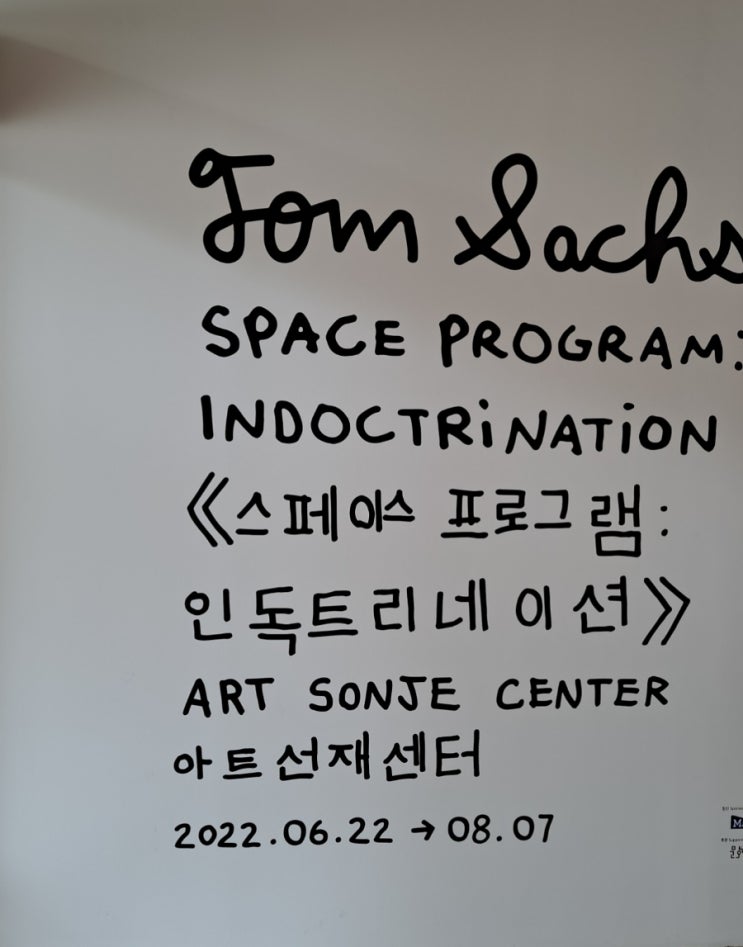 Tom Sachs
SPACE PROGRAM:
INDOCTRiNATiON
《스페이스 프로그램:
인독트리네이션》
ART SONJE CENTER
아트선재센터
2022.06.22 → 08.07